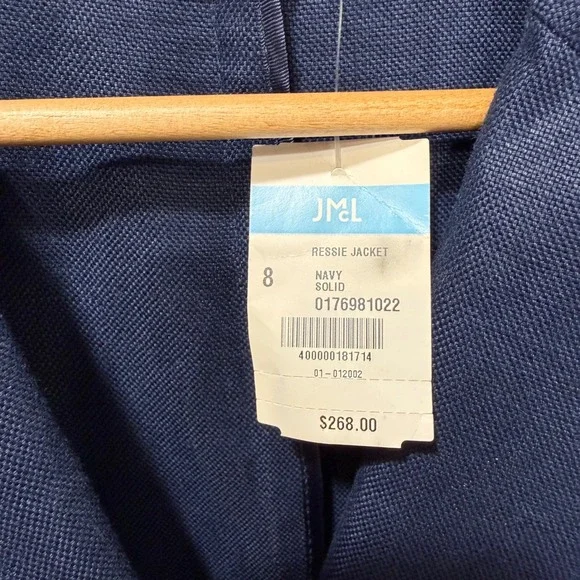 JMcL
RESSIE JACKET
8 NAVY
SOLID
0176981022
400000181714
01-012002
$268.00